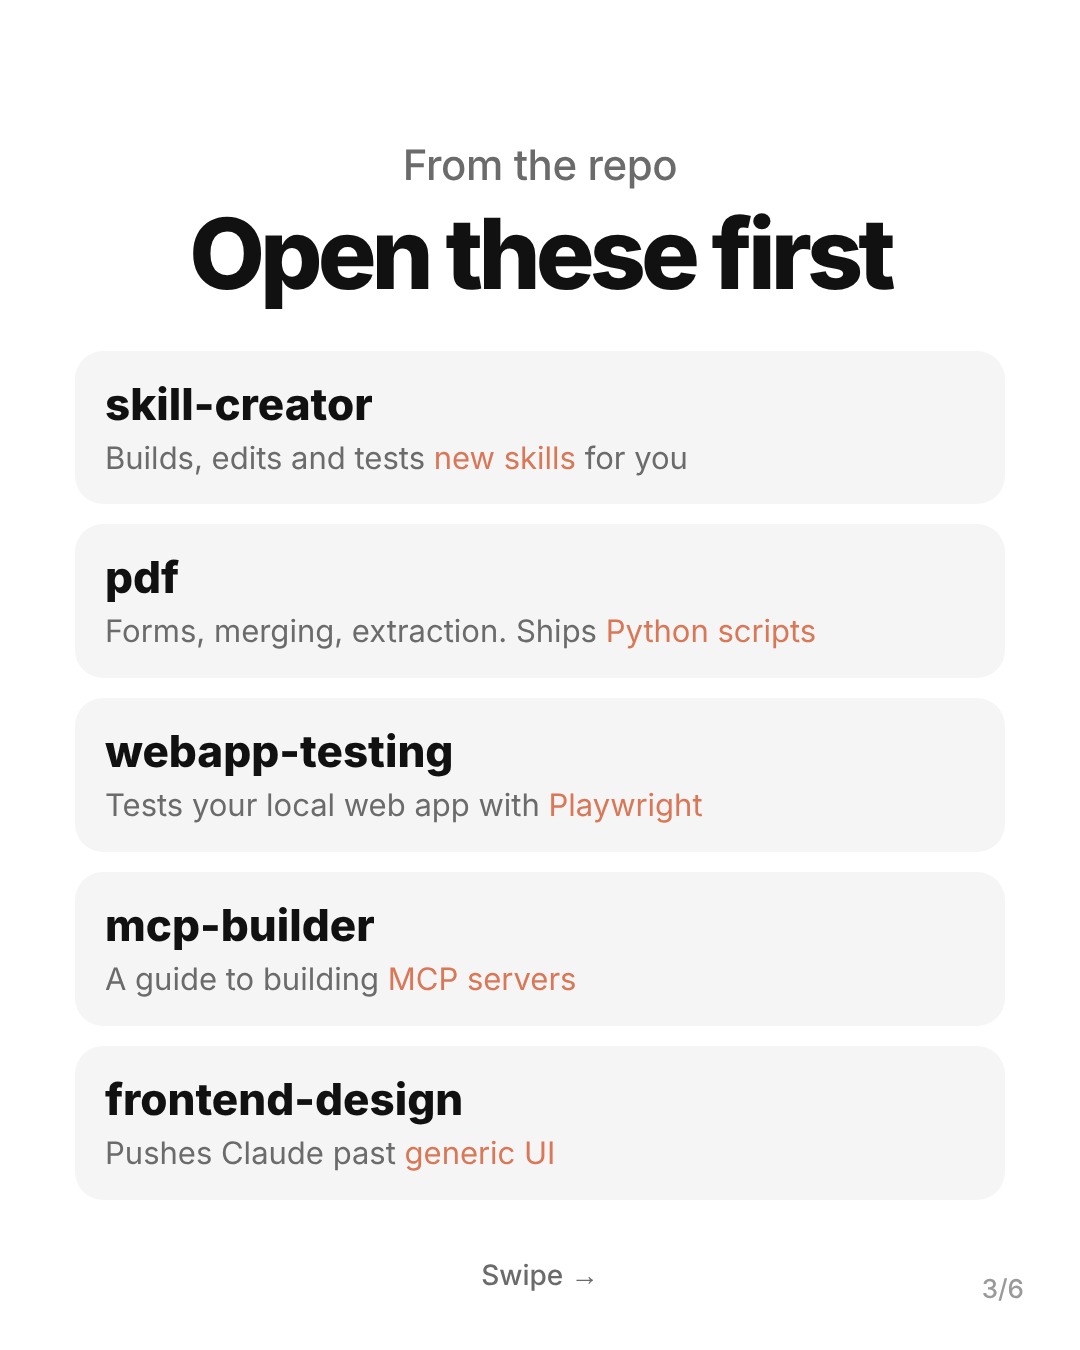 From the repo
Open these first
skill-creator
Builds, edits and tests new skills for you
pdf
Forms, merging, extraction. Ships Python scripts
webapp-testing
Tests your local web app with Playwright
mcp-builder
A guide to building MCP servers
frontend-design
Pushes Claude past generic UI
Swipe →
3/6